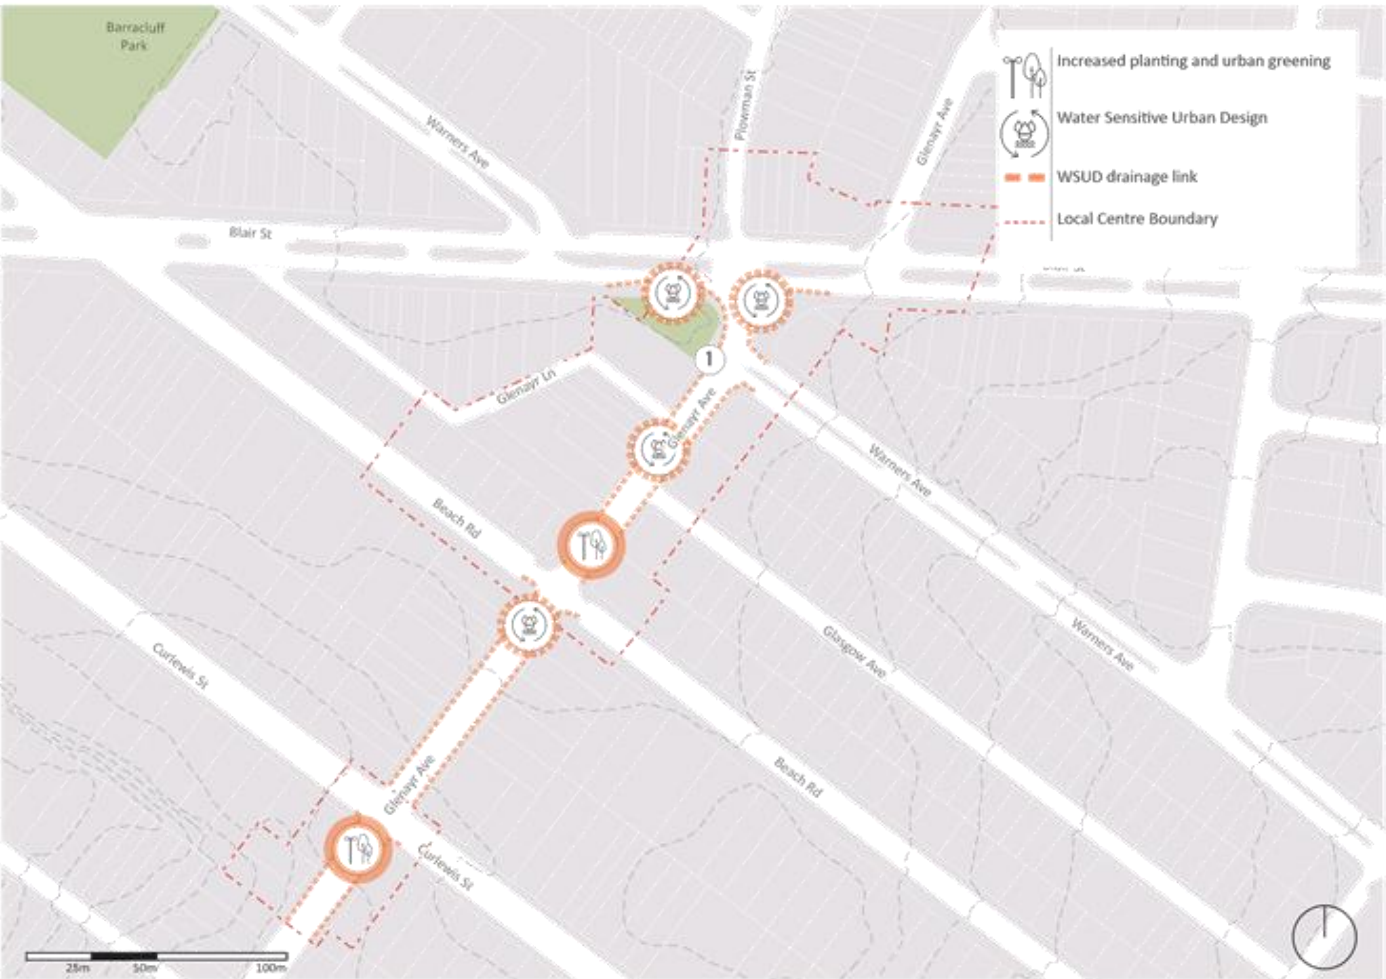 Barracluff
Park
Increased planting and urban greening
Water Sensitive Urban Design
WSUD drainage link
Local Centre Boundary
Plowman St
Glenayr Ave
Warners Ave
Blair St
1
Glenayr Ln
Glenayr Ave
Warners Ave
Beach Rd
Glasgow Ave
Warners Ave
Curlewis St
Glenayr Ave
Beach Rd
Curlewis St
25m 50m 100m